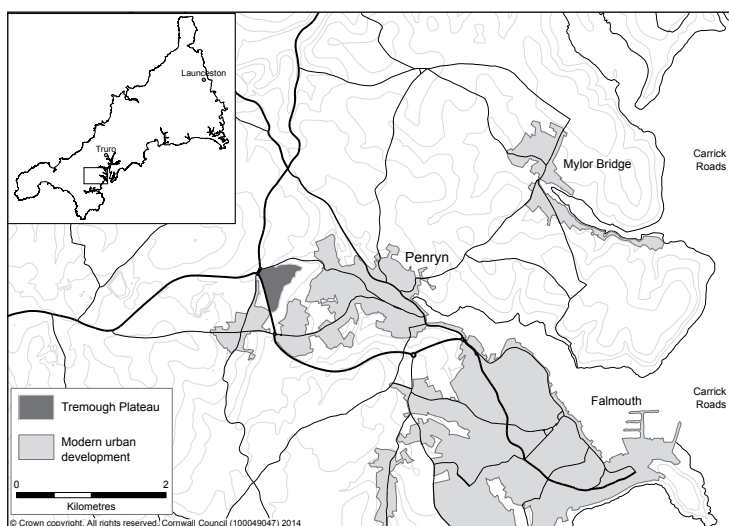 Launceston
Truro
Mylor Bridge
Carrick
Roads
Penryn
Falmouth
Carrick
Roads
Tremough Plateau
Modern urban
development
0 2
Kilometres
© Crown copyright. All rights reserved. Cornwall Council (100049047) 2014